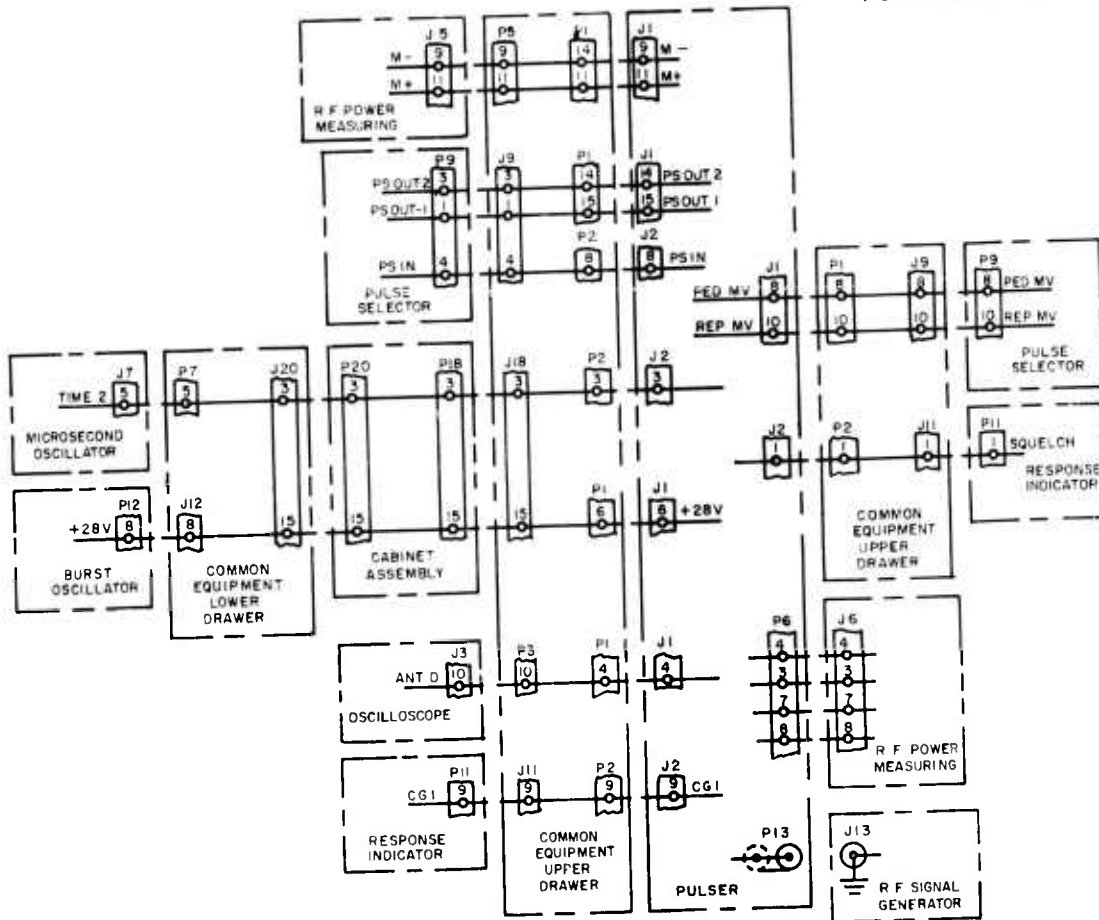 J5 P5 P1 J1
M- 9 9 14 9 M-
M+ 11 11 11 11 M+
R F POWER
MEASURING
P9 J9 P1 J1
PS OUT 2 3 3 14 14 PS OUT 2
PS OUT-1 1 1 15 15 PS OUT 1
P2 J2
PS IN 4 4 8 8 PS IN
PULSE
SELECTOR
J1 P1 J9 P9
PED MV 8 8 8 8 PED MV
REP MV 10 10 10 10 REP MV
PULSE
SELECTOR
J7 P7 J20 P20 P18 J18 P2 J2
TIME 2 5 5 3 3 3 3 3 3
MICROSECOND
OSCILLATOR
J2 P2 J11 P11
1 1 1 1 SQUELCH
RESPONSE
INDICATOR
COMMON
EQUIPMENT
UPPER
DRAWER
P12 J12 P1 J1
+28V 8 8 15 15 15 15 6 6 +28V
BURST
OSCILLATOR
COMMON
EQUIPMENT
LOWER
DRAWER
CABINET
ASSEMBLY
J3 P3 P1 J1
ANT D 10 10 4 4
OSCILLOSCOPE
P6 J6
4 4
3 3
7 7
8 8
R F POWER
MEASURING
P11 J11 P2 J2
CG1 9 9 9 9 CG1
RESPONSE
INDICATOR
COMMON
EQUIPMENT
UPPER
DRAWER
PULSER
P13 J13
R F SIGNAL
GENERATOR